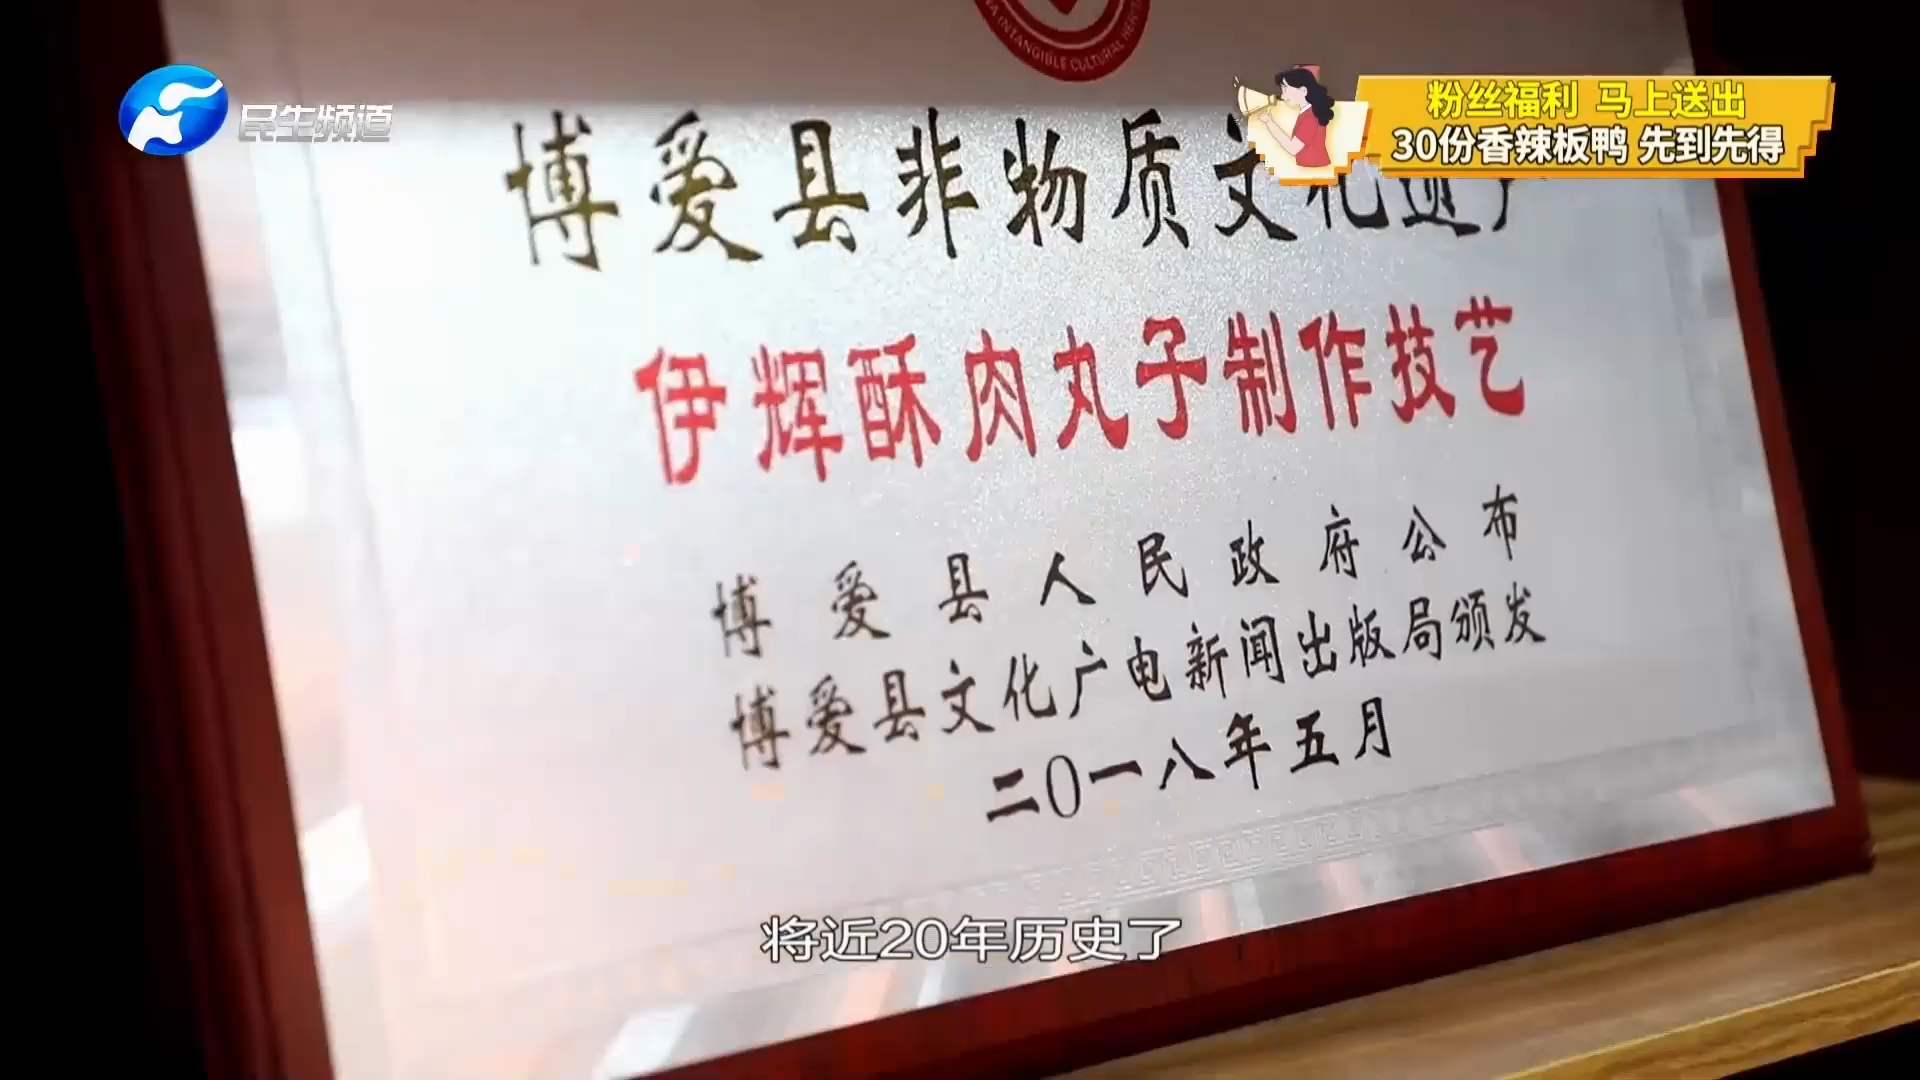 INTANGIBLE CULTURAL
民生频道
粉丝福利 马上送出
30份香辣板鸭 先到先得
博爱县非物质文化遗产
伊辉酥肉丸子制作技艺
博爱县人民政府公布
博爱县文化广电新闻出版局颁发
二〇一八年五月
将近20年历史了